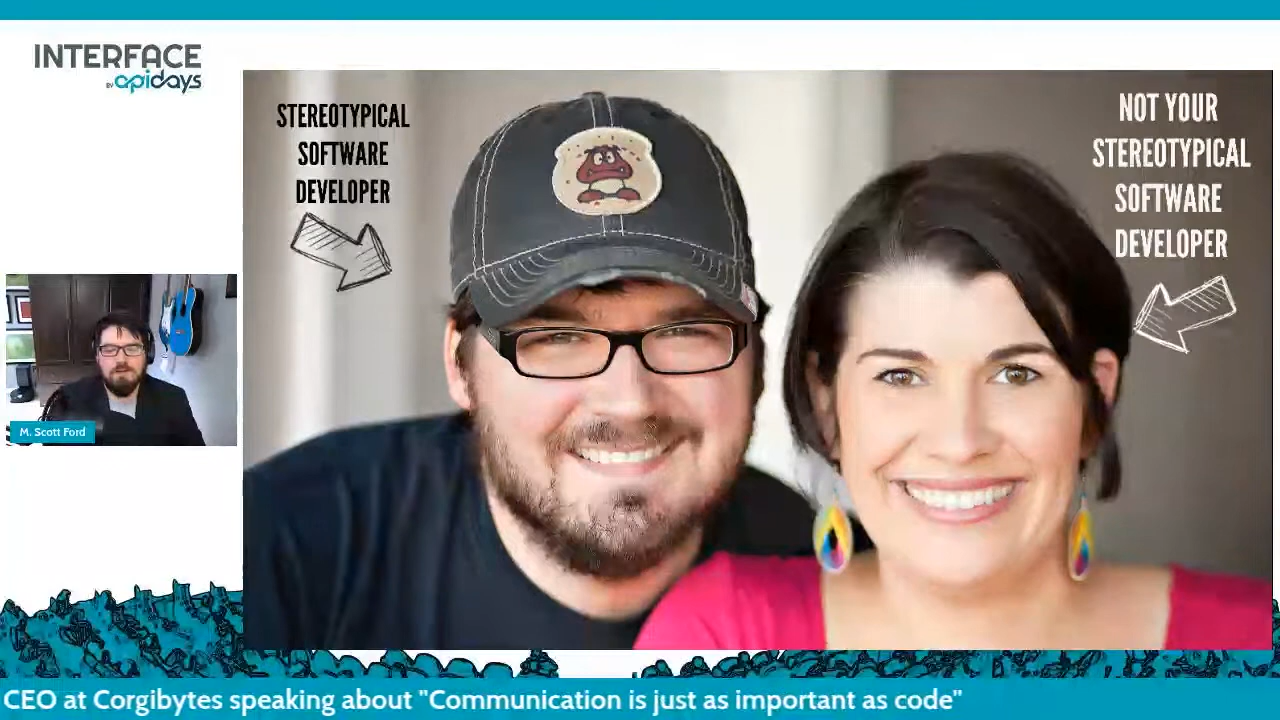 INTERFACE
BY apidays
STEREOTYPICAL
SOFTWARE
DEVELOPER
NOT YOUR
STEREOTYPICAL
SOFTWARE
DEVELOPER
M. Scott Ford
CEO at Corgibytes speaking about "Communication is just as important as code"